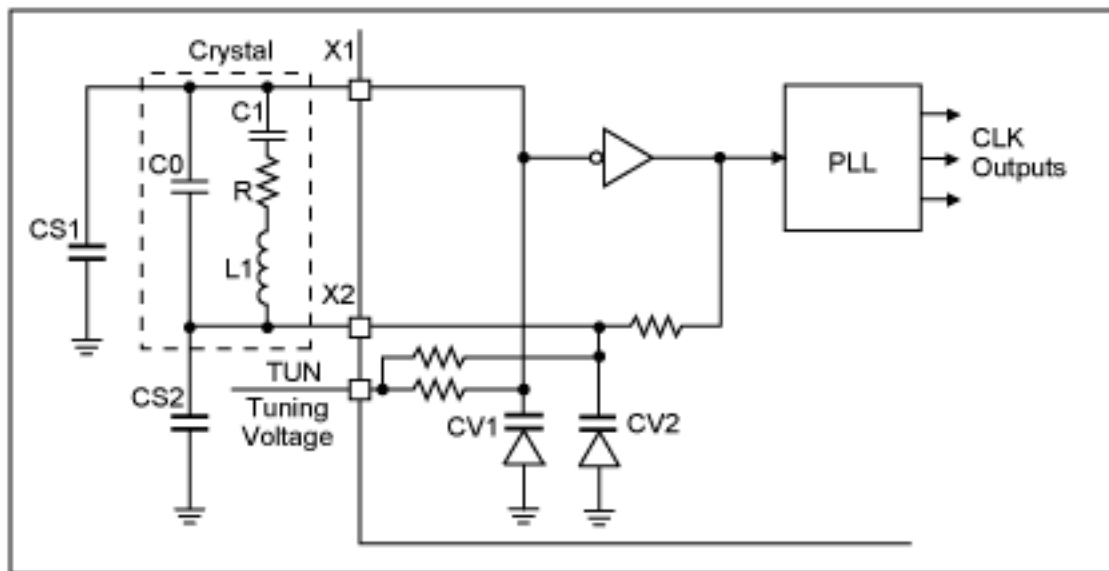 Crystal
X1
C1
C0
R
CS1
L1
X2
TUN
Tuning
Voltage
CS2
CV1
CV2
PLL
CLK
Outputs